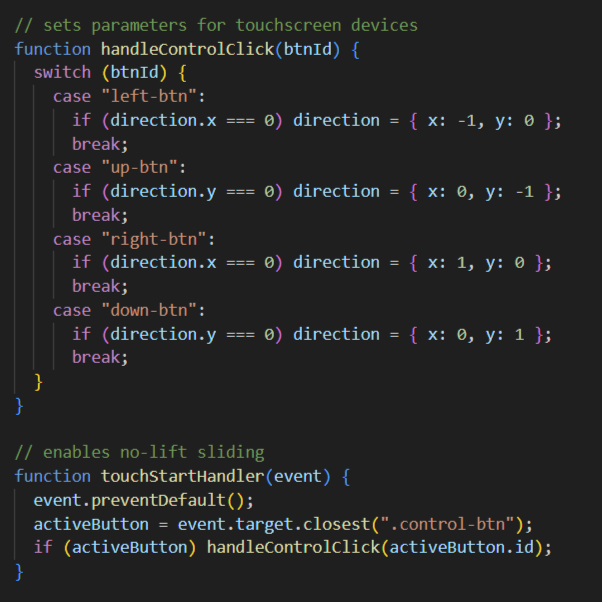 // sets parameters for touchscreen devices
function handleControlClick(btnId) {
  switch (btnId) {
    case "left-btn":
      if (direction.x === 0) direction = { x: -1, y: 0 };
      break;
    case "up-btn":
      if (direction.y === 0) direction = { x: 0, y: -1 };
      break;
    case "right-btn":
      if (direction.x === 0) direction = { x: 1, y: 0 };
      break;
    case "down-btn":
      if (direction.y === 0) direction = { x: 0, y: 1 };
      break;
  }
}

// enables no-lift sliding
function touchStartHandler(event) {
  event.preventDefault();
  activeButton = event.target.closest(".control-btn");
  if (activeButton) handleControlClick(activeButton.id);
}